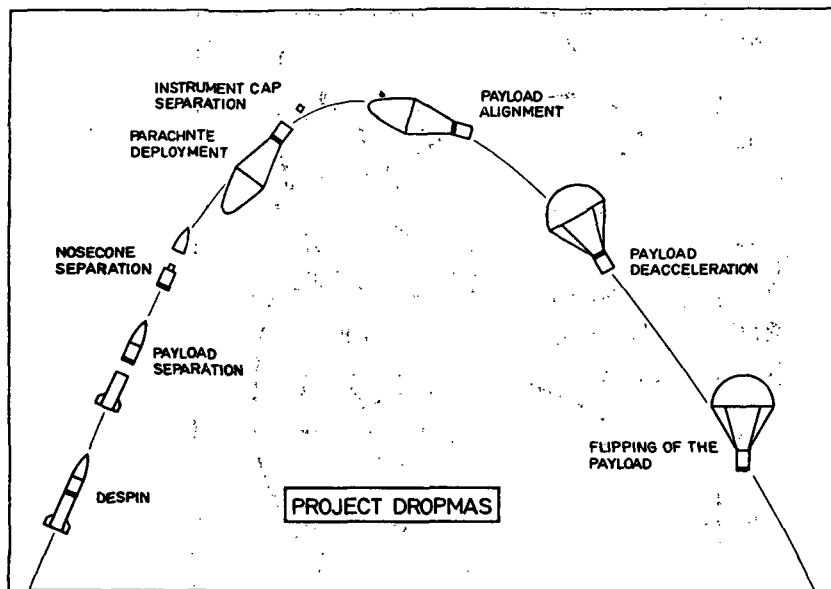 INSTRUMENT CAP
SEPARATION
PARACHNTE
DEPLOYMENT
NOSECONE
SEPARATION
PAYLOAD
SEPARATION
DESPIN
PAYLOAD
ALIGNMENT
PAYLOAD
DEACCELERATION
FLIPPING OF THE
PAYLOAD
PROJECT DROPMAS